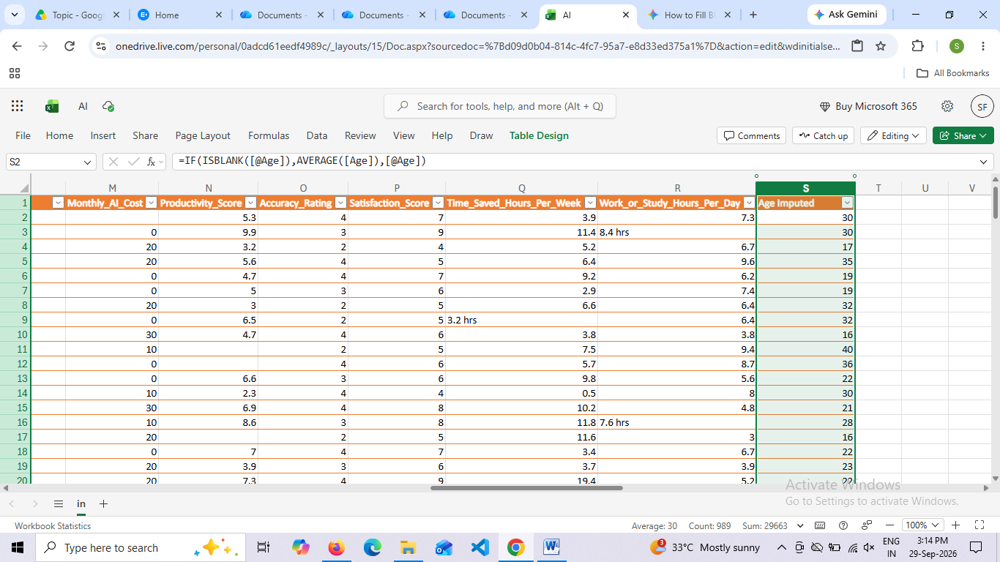 Topic - Goog
Home
Documents -
Documents -
Documents -
AI
How to Fill Bl
Ask Gemini
onedrive.live.com/personal/0adcd61eedf4989c/_layouts/15/Doc.aspx?sourcedoc=%7Bd09d0b04-814c-4fc7-95a7-e8d33ed375a1%7D&action=edit&wdinitialse...
S
All Bookmarks
AI
Search for tools, help, and more (Alt + Q)
Buy Microsoft 365
SF
File Home Insert Share Page Layout Formulas Data Review View Help Draw Table Design
Comments Catch up Editing Share
S2 fx =IF(ISBLANK([@Age]),AVERAGE([Age]),[@Age])
M N O P Q R S T U V
1 Monthly_AI_Cost Productivity_Score Accuracy_Rating Satisfaction_Score Time_Saved_Hours_Per_Week Work_or_Study_Hours_Per_Day Age Imputed
2 5.3 4 7 3.9 7.3 30
3 0 9.9 3 9 11.4 8.4 hrs 30
4 20 3.2 2 4 5.2 6.7 17
5 20 5.6 4 5 6.4 9.6 35
6 0 4.7 4 7 9.2 6.2 19
7 0 5 3 6 2.9 7.4 19
8 20 3 2 5 6.6 6.4 32
9 0 6.5 2 5 3.2 hrs 6.4 32
10 30 4.7 4 6 3.8 3.8 16
11 10 2 5 7.5 9.4 40
12 0 4 6 5.7 8.7 36
13 0 6.6 3 6 9.8 5.6 22
14 10 2.3 4 4 0.5 8 30
15 30 6.9 4 8 10.2 4.8 21
16 10 8.6 3 8 11.8 7.6 hrs 28
17 20 2 5 11.6 3 16
18 0 7 4 7 3.4 6.7 22
19 20 3.9 3 6 3.7 3.9 23
20 20 7.3 4 9 19.4 5.2 22
Activate Windows
Go to Settings to activate Windows.
in
Workbook Statistics Average: 30 Count: 989 Sum: 29663 100%
Type here to search
3
33°C Mostly sunny
ENG
IN
3:14 PM
29-Sep-2026